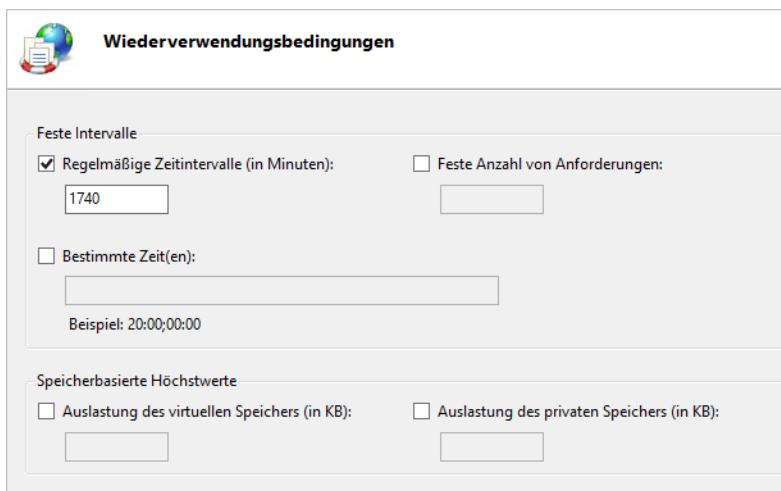 Wiederverwendungsbedingungen
Feste Intervalle
Regelmäßige Zeitintervalle (in Minuten): Feste Anzahl von Anforderungen:
1740
Bestimmte Zeit(en):
Beispiel: 20:00;00:00
Speicherbasierte Höchstwerte
Auslastung des virtuellen Speichers (in KB): Auslastung des privaten Speichers (in KB):